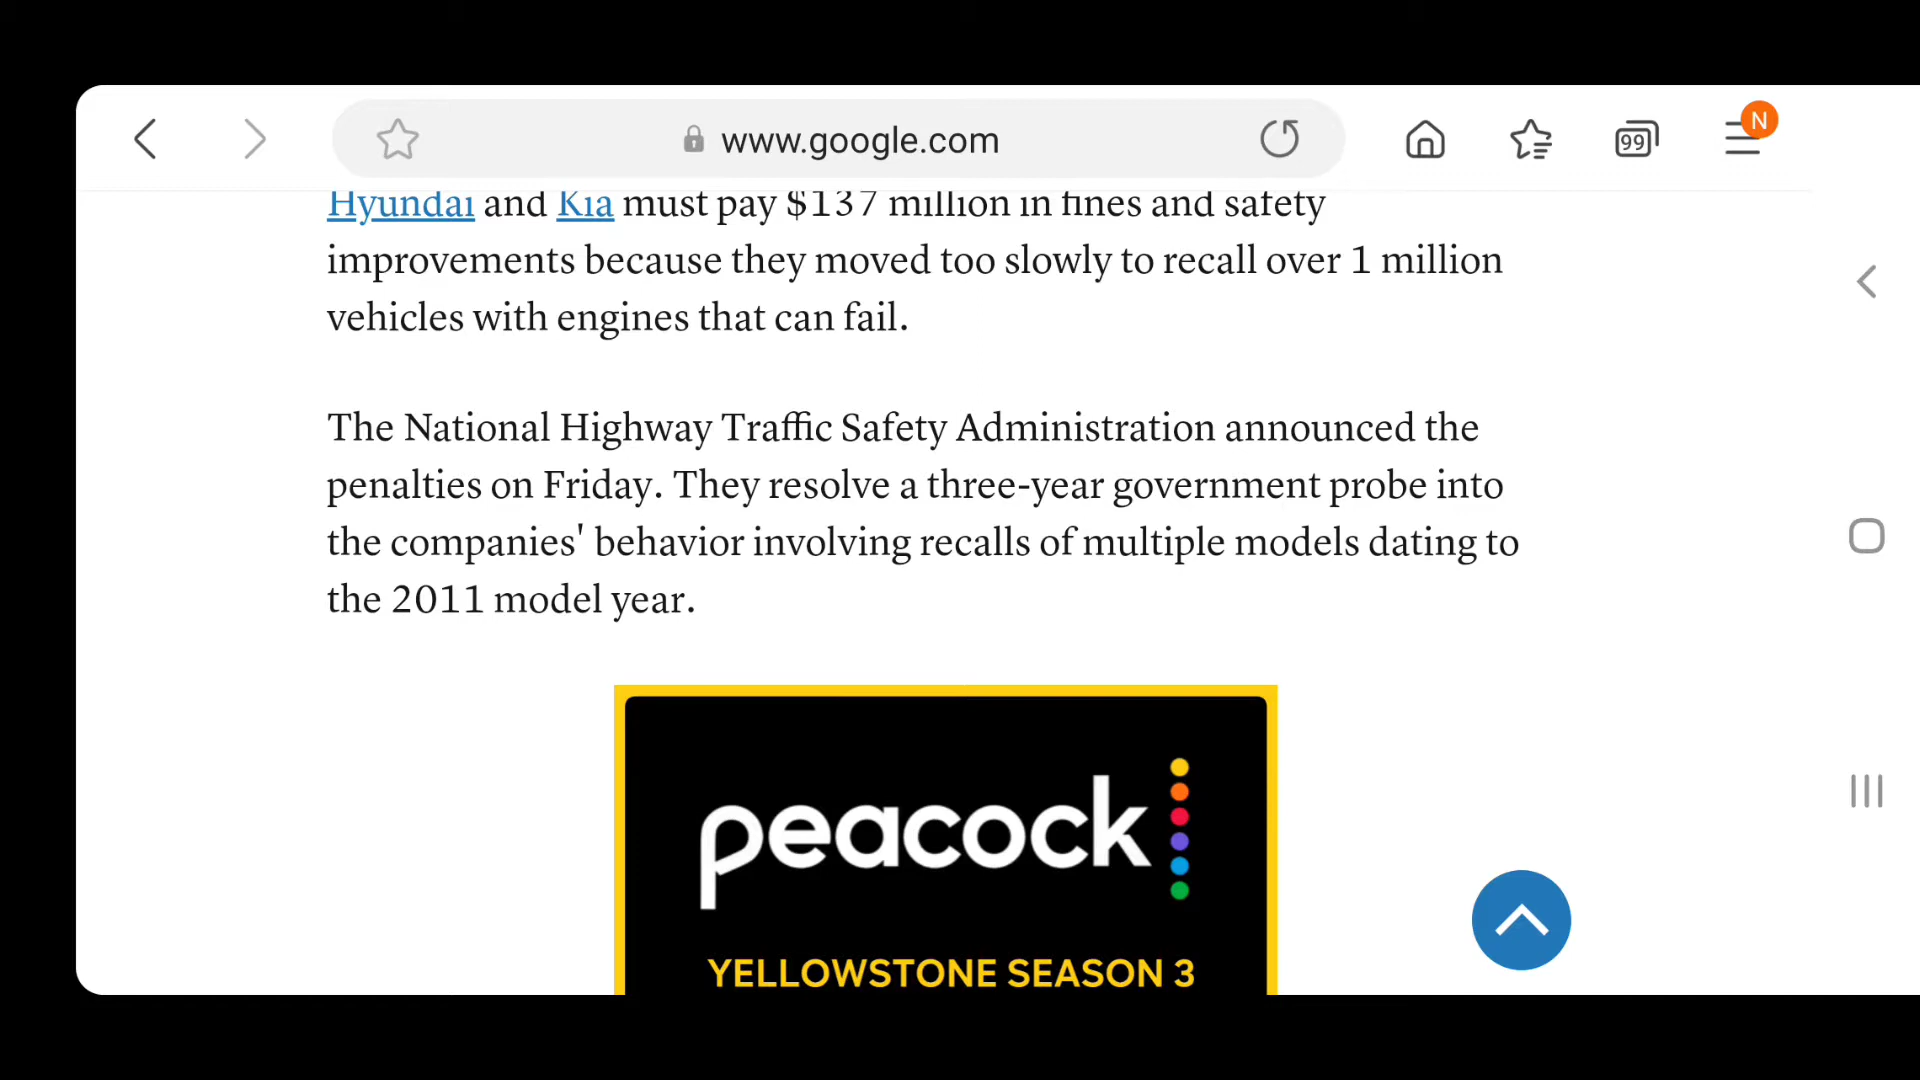 www.google.com
99
N
Hyundai and Kia must pay $137 million in fines and safety
improvements because they moved too slowly to recall over 1 million
vehicles with engines that can fail.
The National Highway Traffic Safety Administration announced the
penalties on Friday. They resolve a three-year government probe into
the companies' behavior involving recalls of multiple models dating to
the 2011 model year.
peacock
YELLOWSTONE SEASON 3